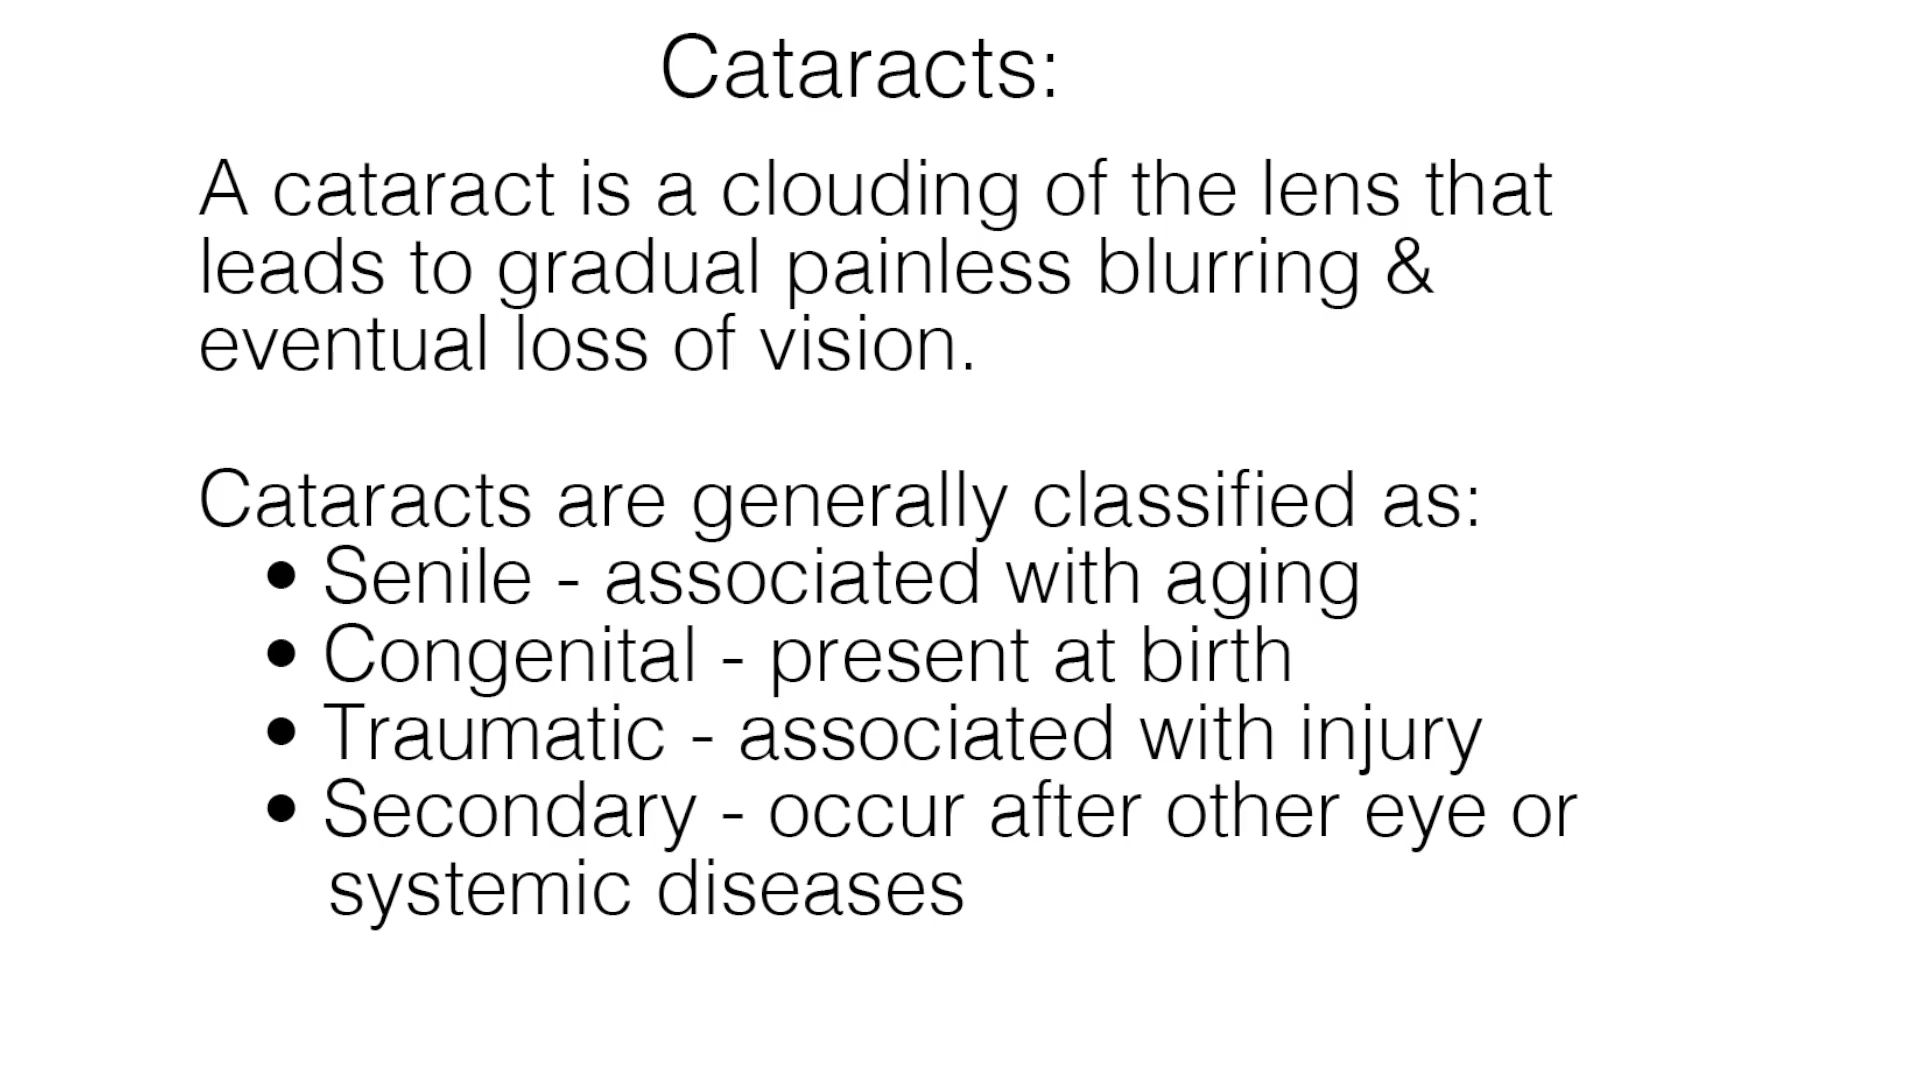 Cataracts:
A cataract is a clouding of the lens that
leads to gradual painless blurring &
eventual loss of vision.
Cataracts are generally classified as:
• Senile - associated with aging
• Congenital - present at birth
• Traumatic - associated with injury
• Secondary - occur after other eye or
systemic diseases